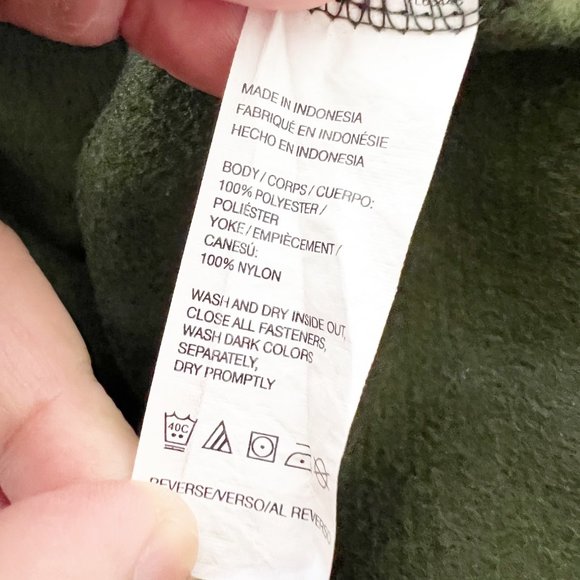 MADE IN INDONESIA
FABRIQUÉ EN INDONÉSIE
HECHO EN INDONESIA
BODY / CORPS / CUERPO:
100% POLYESTER /
POLIÉSTER
YOKE / EMPIÈCEMENT /
CANESÚ:
100% NYLON
WASH AND DRY INSIDE OUT,
CLOSE ALL FASTENERS,
WASH DARK COLORS
SEPARATELY,
DRY PROMPTLY
40C
REVERSE/VERSO/AL REVERSO